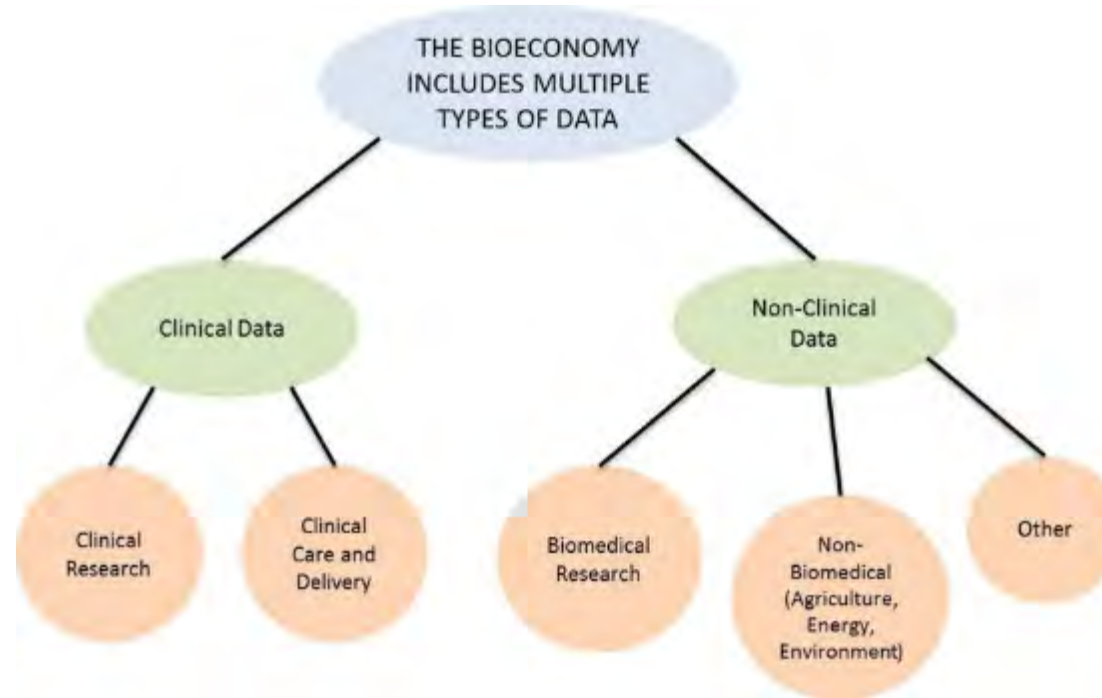 THE BIOECONOMY
INCLUDES MULTIPLE
TYPES OF DATA
Clinical Data
Non-Clinical
Data
Clinical
Research
Clinical
Care and
Delivery
Biomedical
Research
Non-
Biomedical
(Agriculture,
Energy,
Environment)
Other